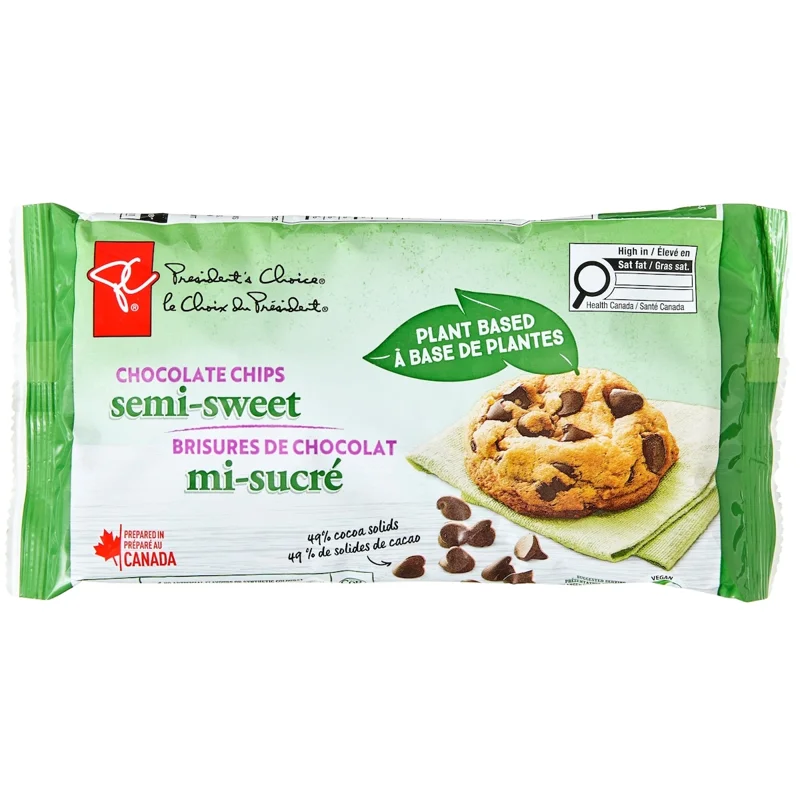 President's Choice®
le Choix du Président®
PC®
High in / Élevé en
Sat fat / Gras sat.
Health Canada / Santé Canada
PLANT BASED
À BASE DE PLANTES
CHOCOLATE CHIPS
semi-sweet
BRISURES DE CHOCOLAT
mi-sucré
49% cocoa solids
49 % de solides de cacao
PREPARED IN
PRÉPARÉ AU
CANADA
VEGAN